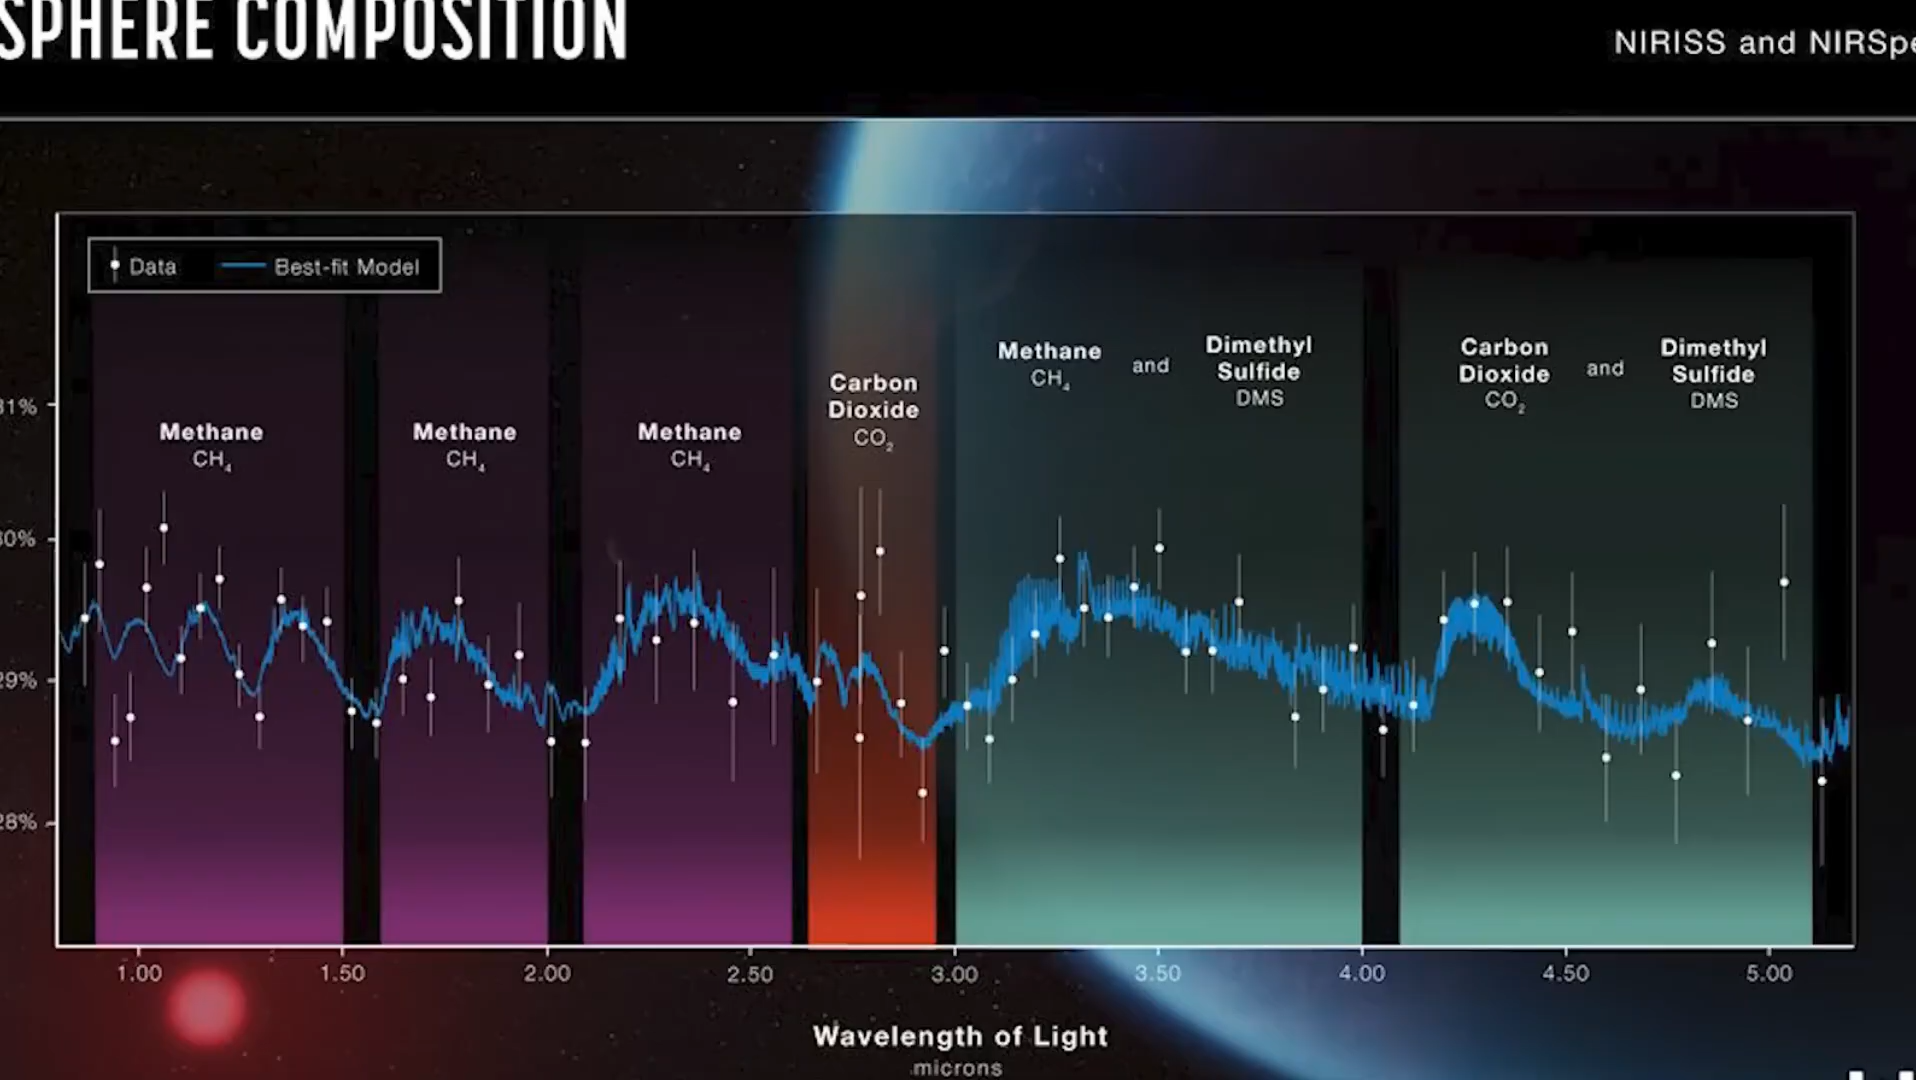 SPHERE COMPOSITION
NIRISS and NIRSpe
Data Best-fit Model
Methane
CH₄
Methane
CH₄
Methane
CH₄
Carbon
Dioxide
CO₂
Methane
CH₄
and
Dimethyl
Sulfide
DMS
Carbon
Dioxide
CO₂
and
Dimethyl
Sulfide
DMS
31%
30%
29%
28%
1.00 1.50 2.00 2.50 3.00 3.50 4.00 4.50 5.00
Wavelength of Light
microns